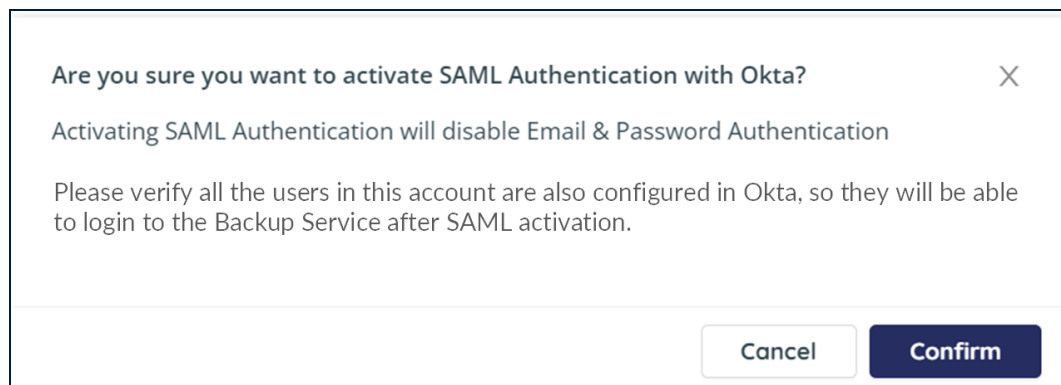 Are you sure you want to activate SAML Authentication with Okta?
X
Activating SAML Authentication will disable Email & Password Authentication
Please verify all the users in this account are also configured in Okta, so they will be able
to login to the Backup Service after SAML activation.
Cancel
Confirm